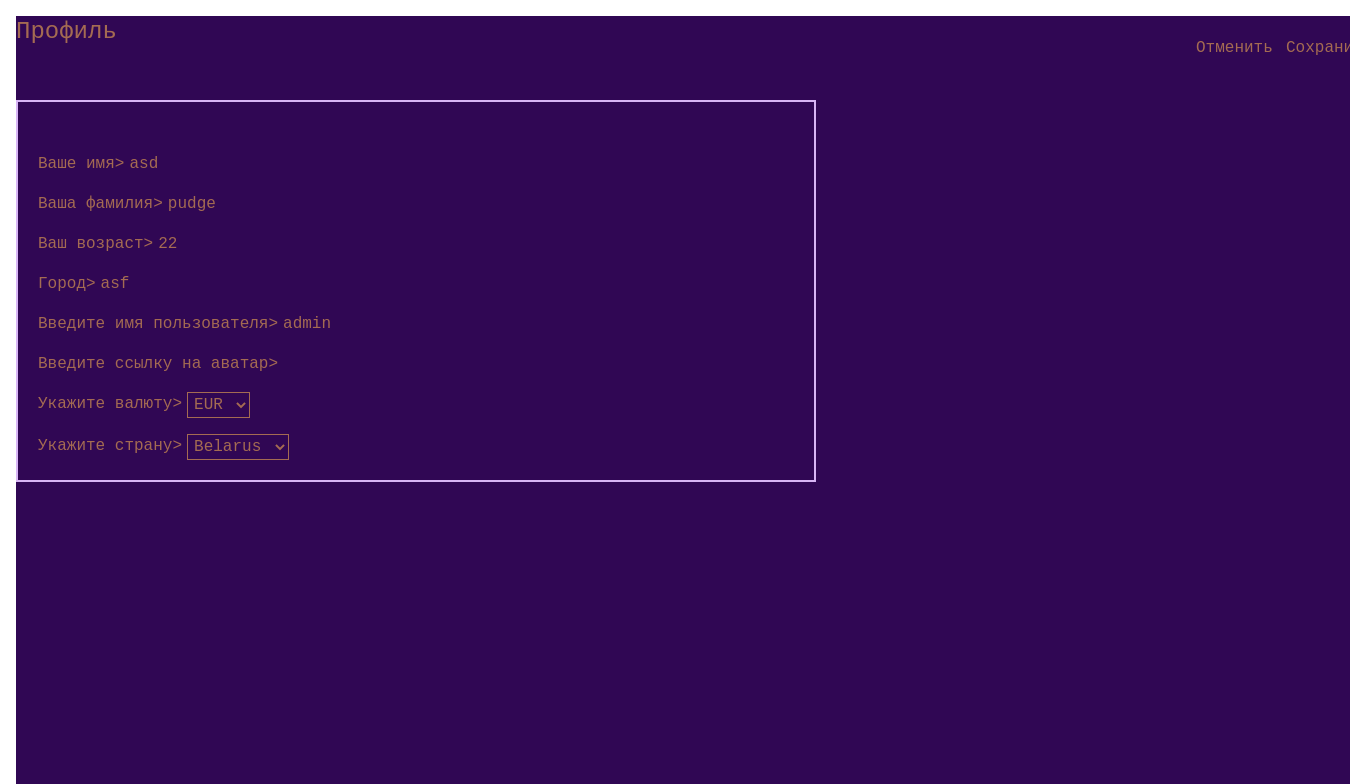 Профиль
Отменить Сохрани
Ваше имя> asd
Ваша фамилия> pudge
Ваш возраст> 22
Город> asf
Введите имя пользователя> admin
Введите ссылку на аватар>
Укажите валюту> EUR
Укажите страну> Belarus